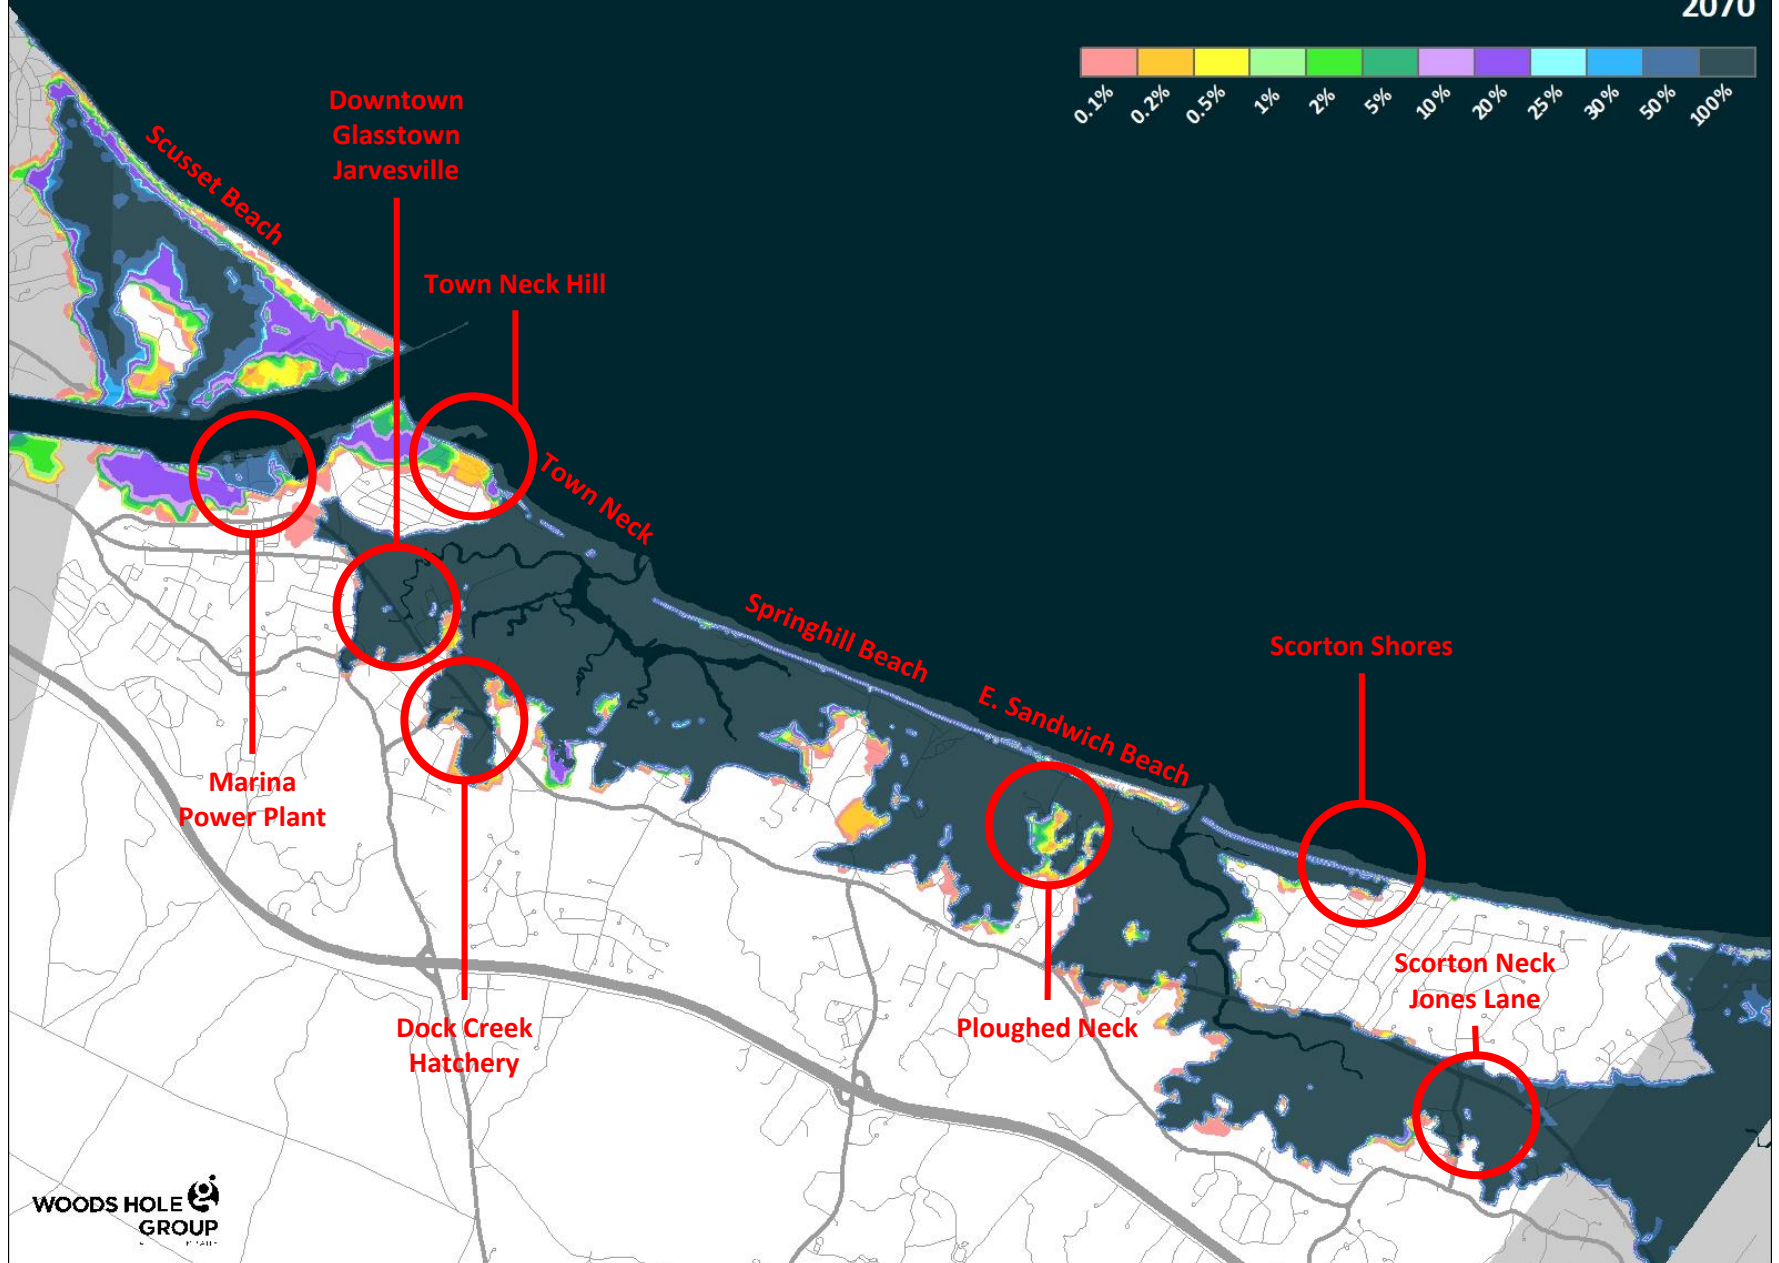 2070
0.1% 0.2% 0.5% 1% 2% 5% 10% 20% 25% 30% 50% 100%
Downtown
Glasstown
Jarvesville
Scusset Beach
Town Neck Hill
Town Neck
Springhill Beach
E. Sandwich Beach
Scorton Shores
Marina
Power Plant
Scorton Neck
Jones Lane
Dock Creek
Hatchery
Ploughed Neck
WOODS HOLE
GROUP